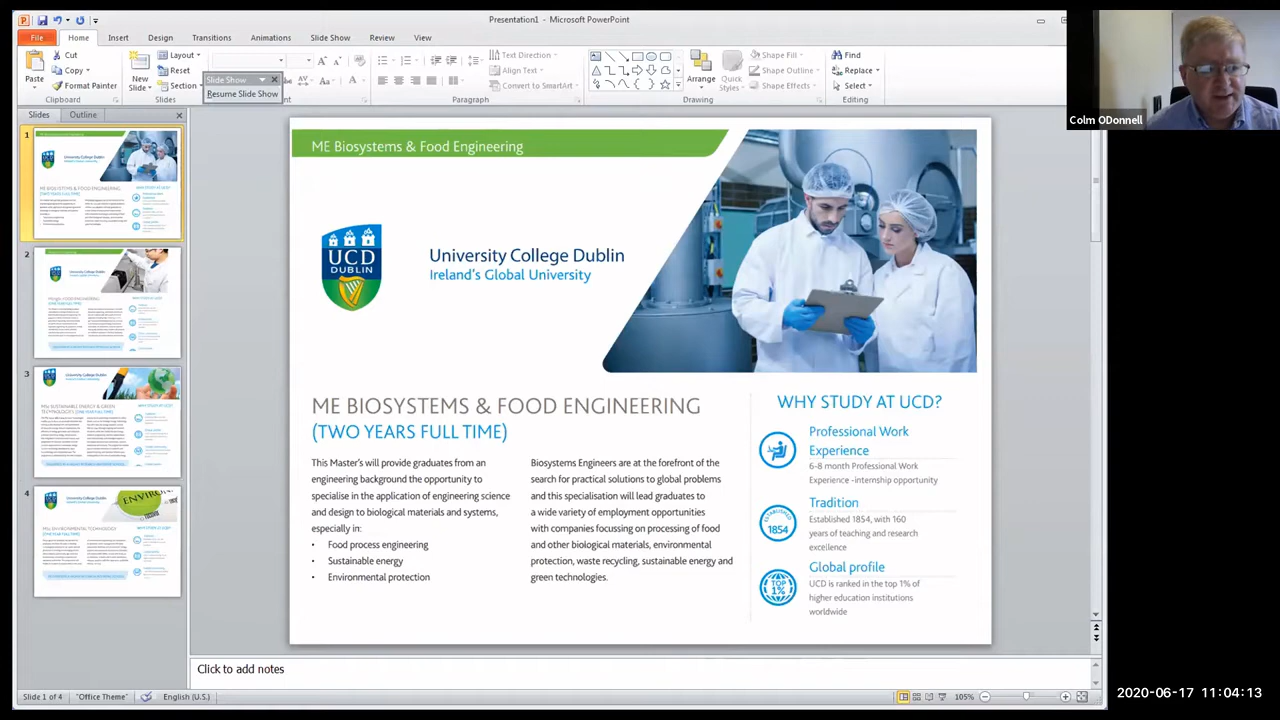 Presentation1 - Microsoft PowerPoint
File Home Insert Design Transitions Animations Slide Show Review View
Cut
Copy
Format Painter
Paste
Clipboard
New
Slide
Layout
Reset
Section
Slides
Slide Show
Resume Slide Show
Text Direction
Align Text
Convert to SmartArt
Paragraph
Arrange
Quick
Styles
Shape Fill
Shape Outline
Shape Effects
Drawing
Find
Replace
Select
Editing
Colm ODonnell
Slides Outline
1
2
3
4
ME Biosystems & Food Engineering
UCD
DUBLIN
University College Dublin
Ireland's Global University
ME BIOSYSTEMS & FOOD ENGINEERING
(TWO YEARS FULL TIME)
This Master's will provide graduates from an
engineering background the opportunity to
specialise in the application of engineering science
and design to biological materials and systems,
especially in:
• Food process engineering
• Sustainable energy
• Environmental protection
Biosystems Engineers are at the forefront of the
search for practical solutions to global problems
and this specialisation will lead graduates to
a wide variety of employment opportunities
with companies focussing on processing of food
and other biological materials, environmental
protection, waste recycling, sustainable energy and
green technologies.
WHY STUDY AT UCD?
Professional Work
Experience
6-8 month Professional Work
Experience -internship opportunity
ESTABLISHED
1854
Tradition
Established 1854, with 160
years of teaching and research
excellence
TOP
1%
Global profile
UCD is ranked in the top 1% of
higher education institutions
worldwide
Click to add notes
Slide 1 of 4 "Office Theme" English (U.S.) 105%
2020-06-17 11:04:13